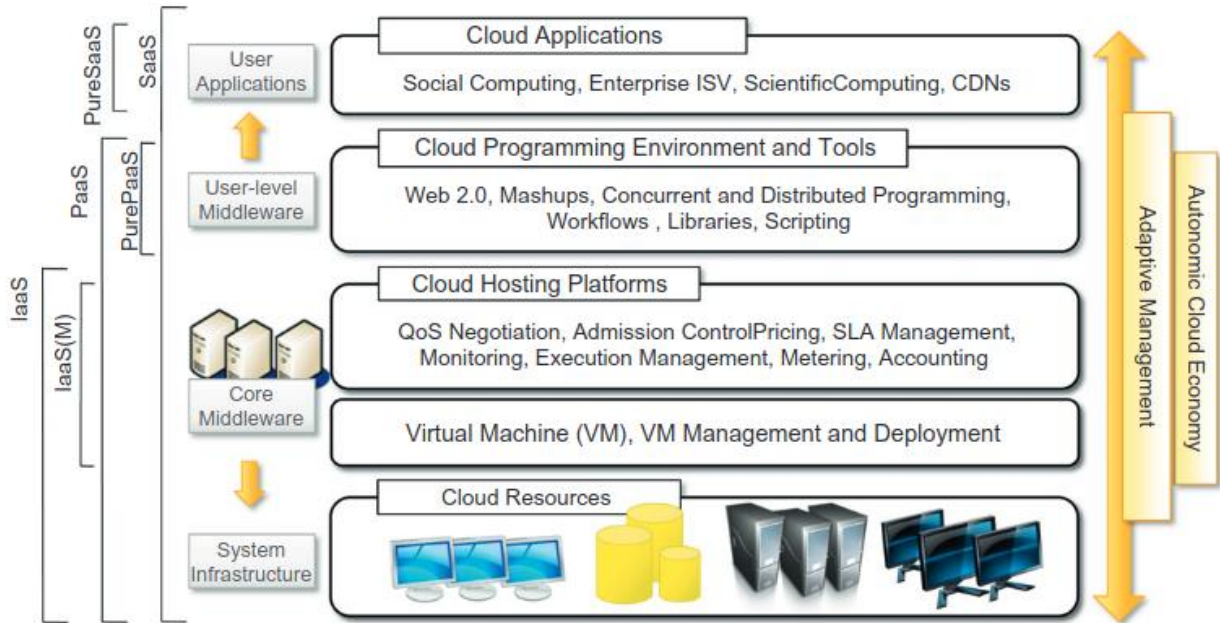 PureSaaS
SaaS
User
Applications
Cloud Applications
Social Computing, Enterprise ISV, ScientificComputing, CDNs
PaaS
PurePaaS
User-level
Middleware
Cloud Programming Environment and Tools
Web 2.0, Mashups, Concurrent and Distributed Programming,
Workflows , Libraries, Scripting
IaaS
IaaS(M)
Core
Middleware
Cloud Hosting Platforms
QoS Negotiation, Admission ControlPricing, SLA Management,
Monitoring, Execution Management, Metering, Accounting
Virtual Machine (VM), VM Management and Deployment
System
Infrastructure
Cloud Resources
Adaptive Management
Autonomic Cloud Economy